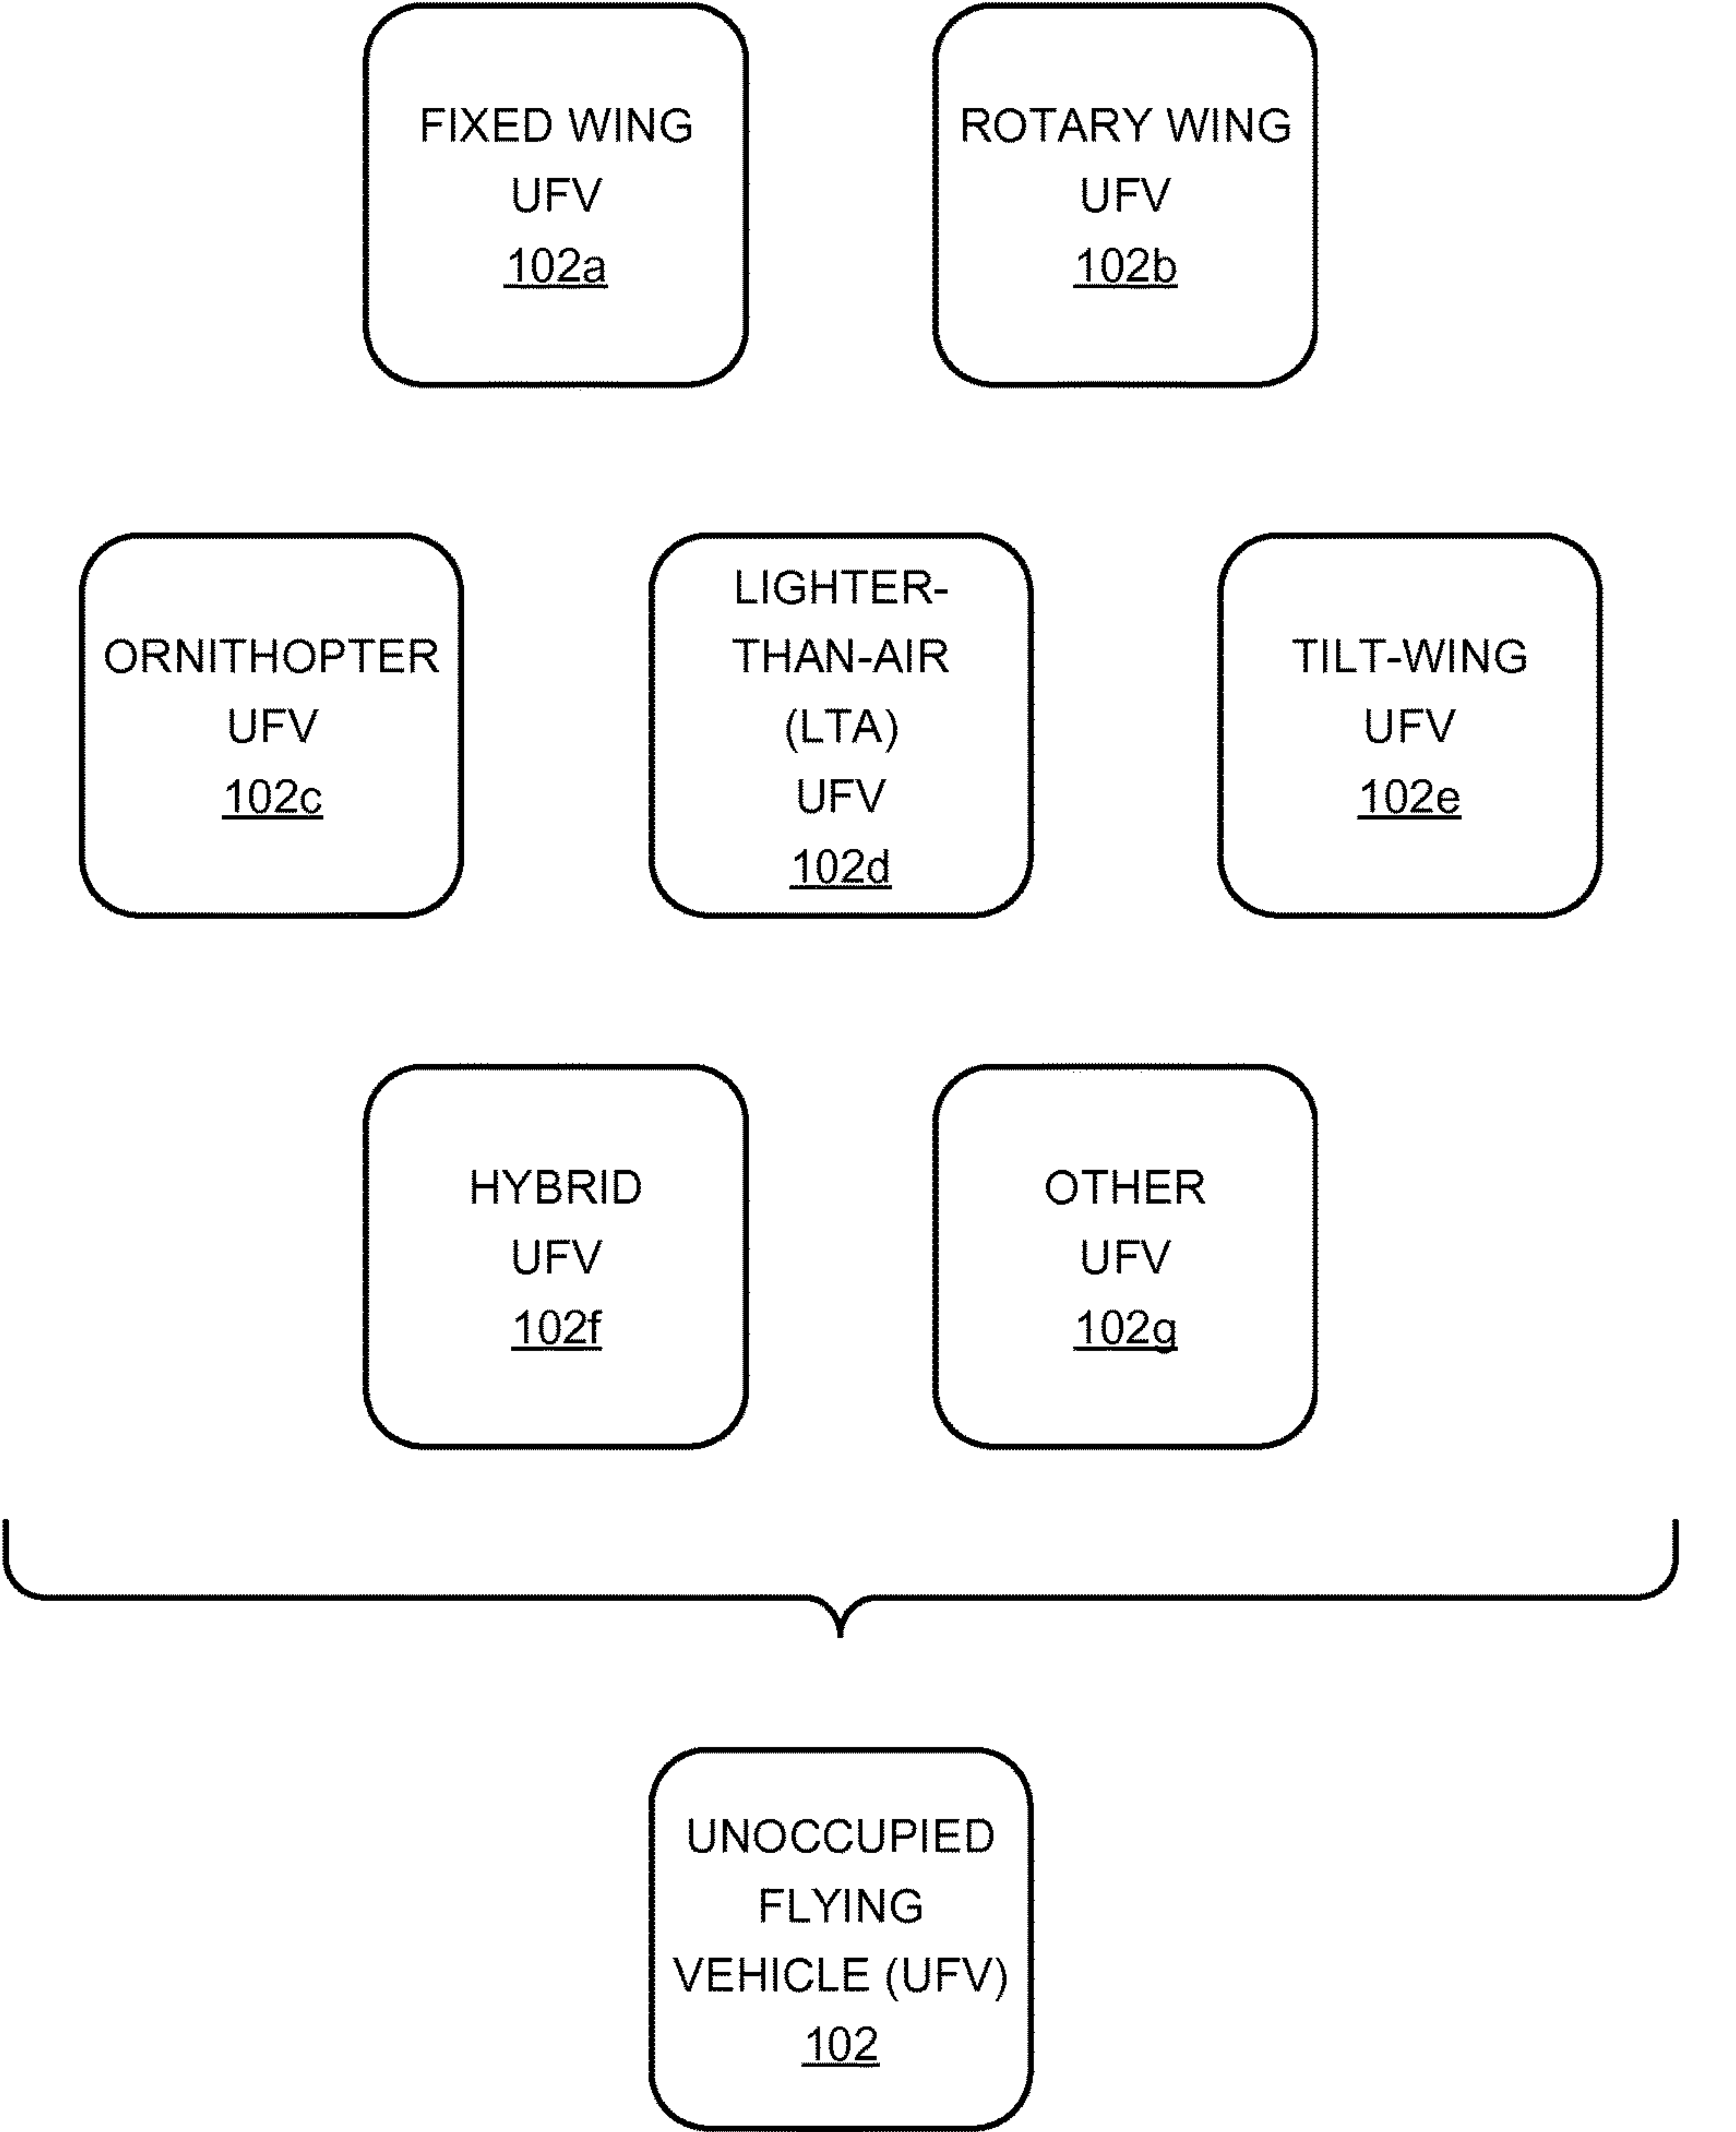 FIXED WING
UFV
102a
ROTARY WING
UFV
102b
ORNITHOPTER
UFV
102c
LIGHTER-
THAN-AIR
(LTA)
UFV
102d
TILT-WING
UFV
102e
HYBRID
UFV
102f
OTHER
UFV
102g
UNOCCUPIED
FLYING
VEHICLE (UFV)
102